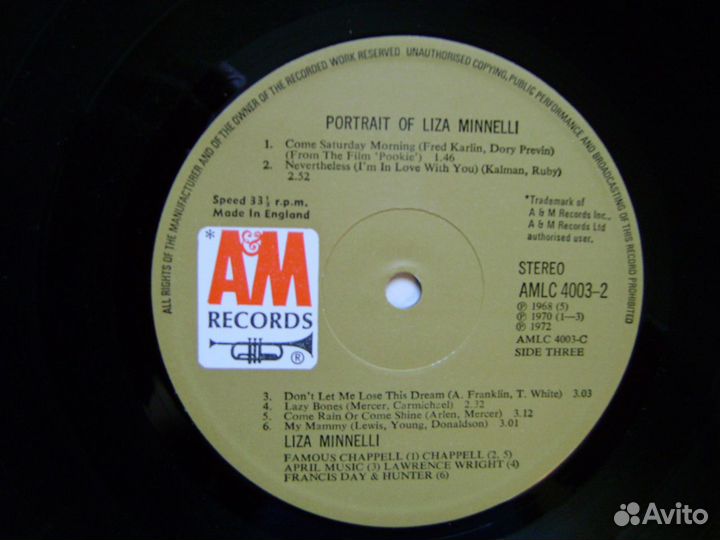 ALL RIGHTS OF THE MANUFACTURER AND OF THE OWNER OF THE RECORDED WORK RESERVED UNAUTHORISED COPYING, PUBLIC PERFORMANCE AND BROADCASTING OF THIS RECORD PROHIBITED
PORTRAIT OF LIZA MINNELLI
1. Come Saturday Morning (Fred Karlin, Dory Previn)
(From The Film 'Pookie') 1.46
2. Nevertheless (I'm In Love With You) (Kalman, Ruby)
2.52
Speed 33⅓ r.p.m.
Made In England
*Trademark of
A & M Records Inc.,
A & M Records Ltd
authorised user.
* A&M
RECORDS
®
STEREO
AMLC 4003-2
℗ 1968 (5)
℗ 1970 (1-3)
℗ 1972
AMLC 4003-C
SIDE THREE
3. Don't Let Me Lose This Dream (A. Franklin, T. White) 3.03
4. Lazy Bones (Mercer, Carmichael) 2.32
5. Come Rain Or Come Shine (Arlen, Mercer) 3.12
6. My Mammy (Lewis, Young, Donaldson) 3.01
LIZA MINNELLI
FAMOUS CHAPPELL (1) CHAPPELL (2, 5)
APRIL MUSIC (3) LAWRENCE WRIGHT (4)
FRANCIS DAY & HUNTER (6)
Avito